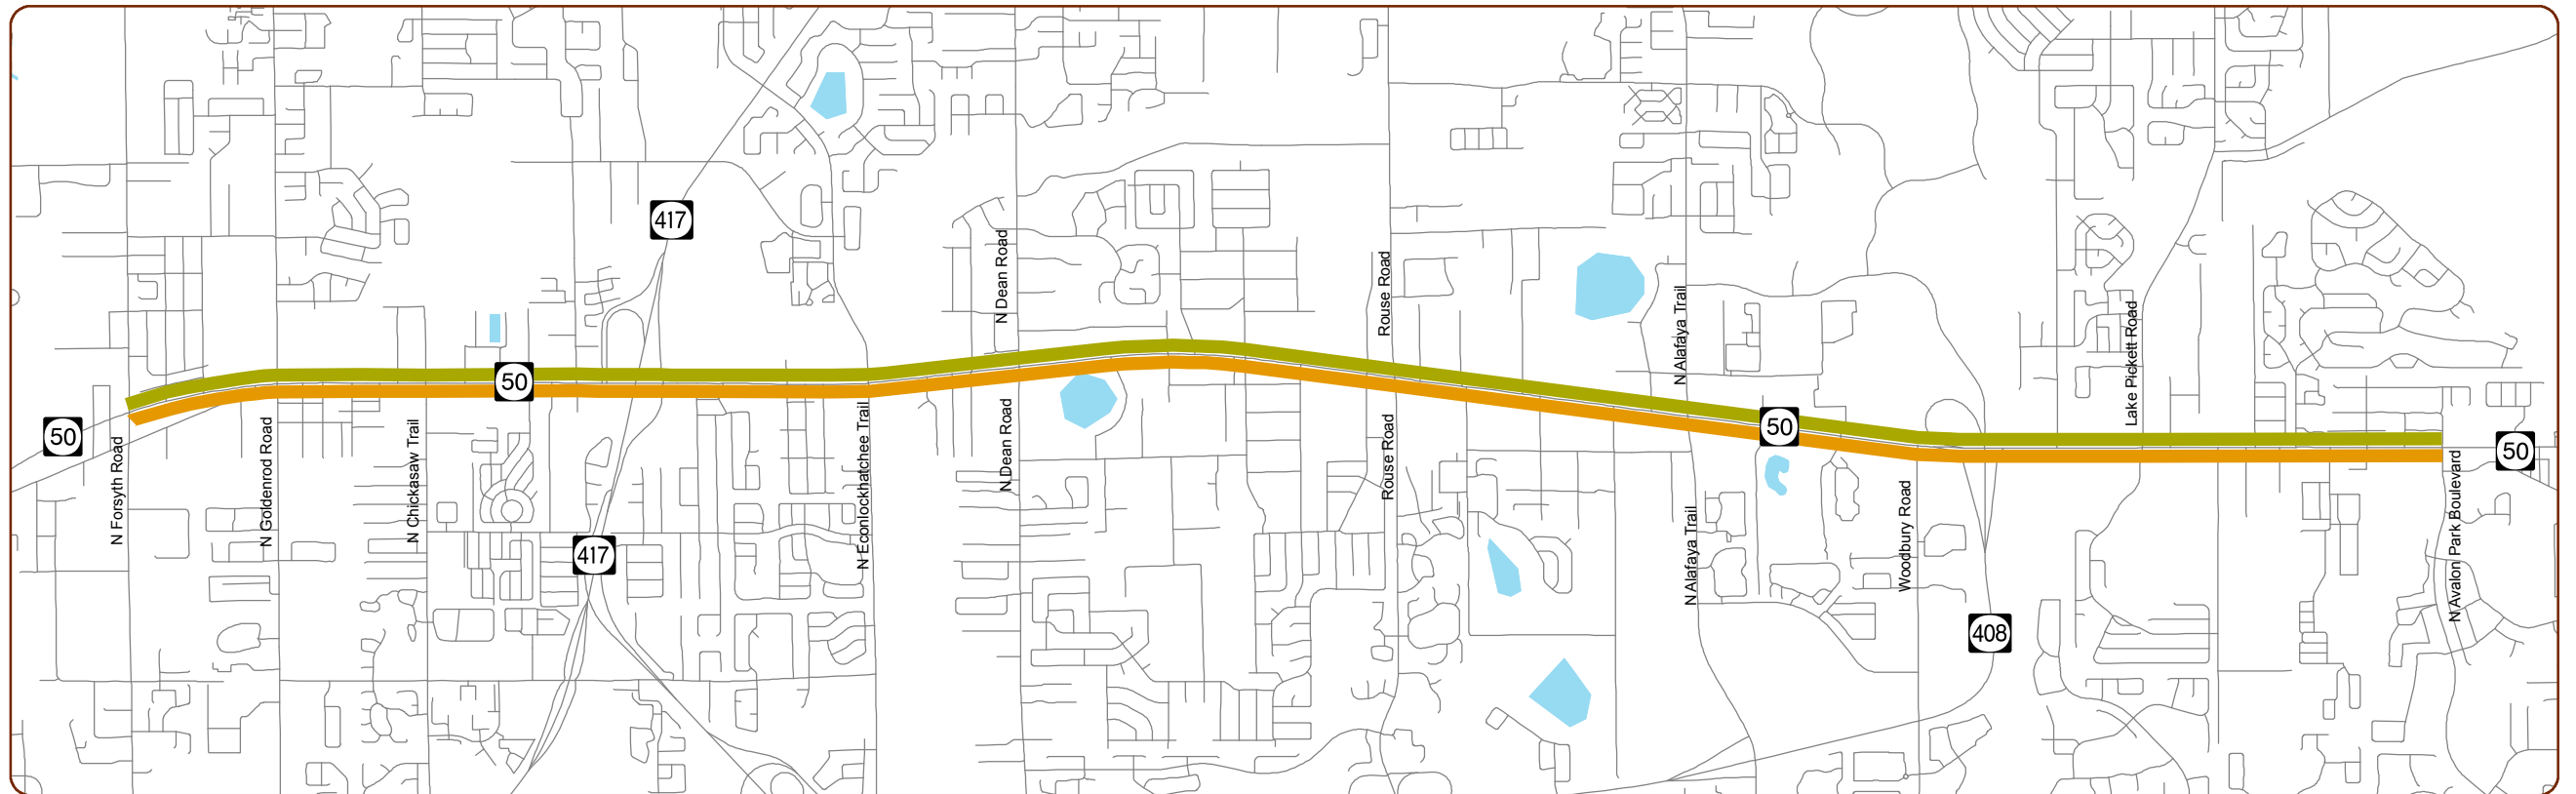 417
N Dean Road
Rouse Road
N Alafaya Trail
Lake Pickett Road
50
50
50
50
N Forsyth Road
N Goldenrod Road
N Chickasaw Trail
N Econlockhatchee Trail
N Dean Road
Rouse Road
N Alafaya Trail
Woodbury Road
N Avalon Park Boulevard
417
408